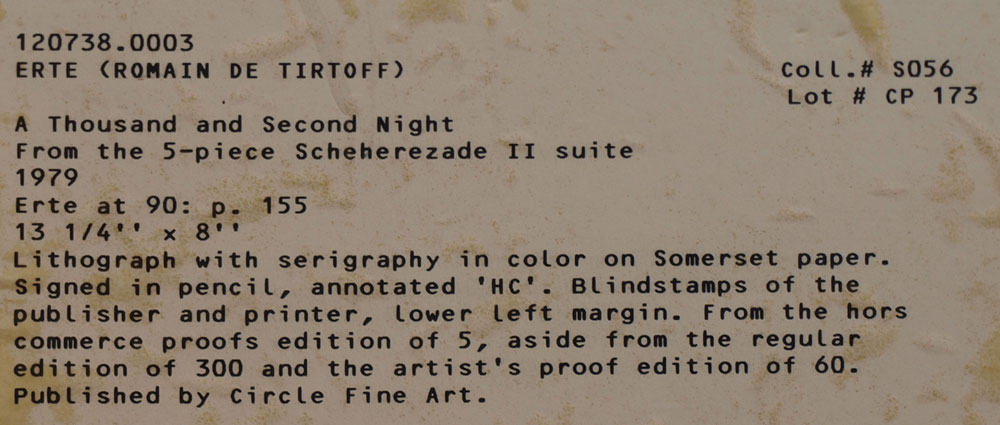 120738.0003
ERTE (ROMAIN DE TIRTOFF)
Coll.# S056
Lot # CP 173
A Thousand and Second Night
From the 5-piece Scheherezade II suite
1979
Erte at 90: p. 155
13 1/4'' x 8''
Lithograph with serigraphy in color on Somerset paper.
Signed in pencil, annotated 'HC'. Blindstamps of the
publisher and printer, lower left margin. From the hors
commerce proofs edition of 5, aside from the regular
edition of 300 and the artist's proof edition of 60.
Published by Circle Fine Art.